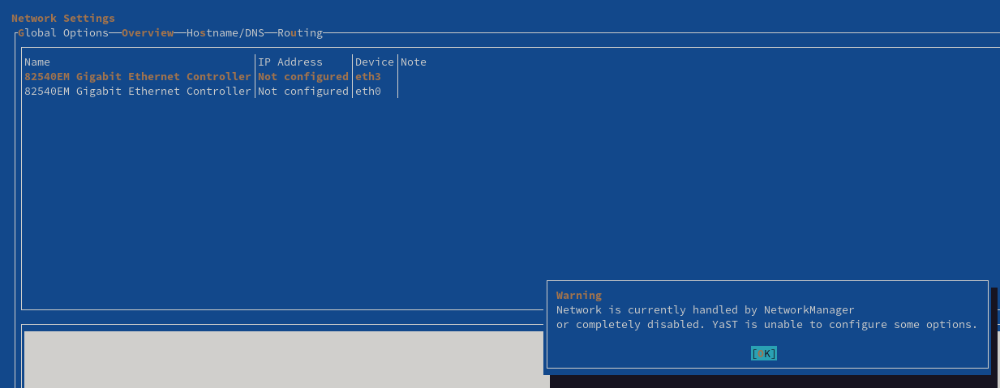 Network Settings
Global Options Overview Hostname/DNS Routing
Name IP Address Device Note
82540EM Gigabit Ethernet Controller Not configured eth3
82540EM Gigabit Ethernet Controller Not configured eth0
Warning
Network is currently handled by NetworkManager
or completely disabled. YaST is unable to configure some options.
[OK]